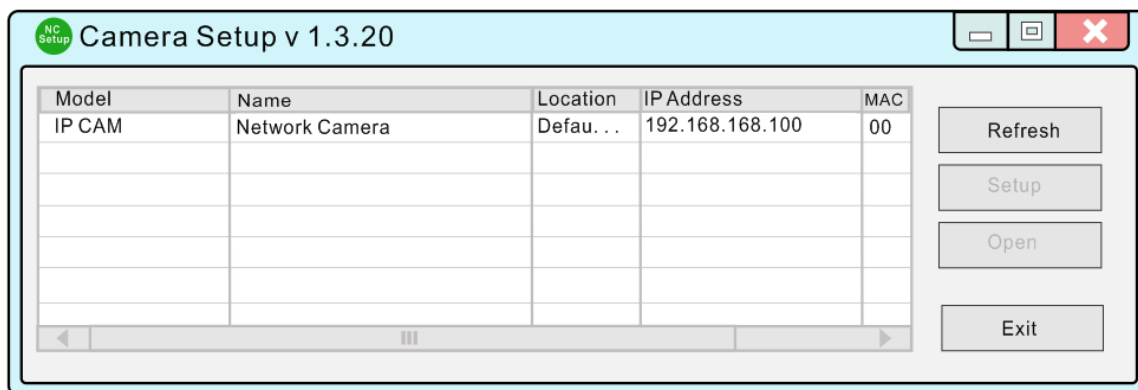 NC
Setup
Camera Setup v 1.3.20
Model Name Location IP Address MAC
IP CAM Network Camera Defau. . . 192.168.168.100 00
Refresh
Setup
Open
Exit